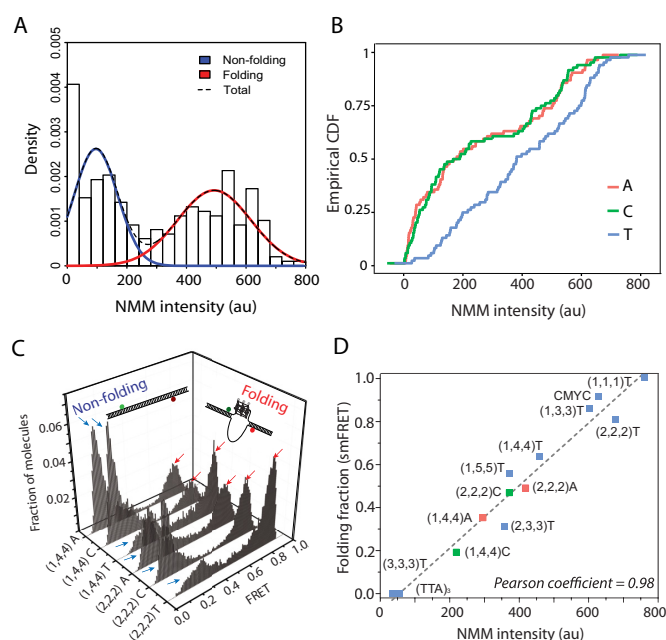 A
0.005
0.004
0.003
0.002
0.001
0
Density
0
200
400
600
800
NMM intensity (au)
Non-folding
Folding
Total
B
1
0.75
0.5
0.25
0
Empirical CDF
0
200
400
600
800
NMM intensity (au)
A
C
T
C
Non-folding
Folding
0.06
0.04
0.02
Fraction of molecules
(1,4,4) A
(1,4,4) C
(1,4,4) T
(2,2,2) A
(2,2,2) C
(2,2,2) T
0.0
0.2
0.4
0.6
0.8
1.0
FRET
D
1.0
0.8
0.6
0.4
0.2
0.0
Folding fraction (smFRET)
(1,1,1)T
CMYC
(1,3,3)T
(2,2,2)T
(1,4,4)T
(1,5,5)T
(2,2,2)C
(2,2,2)A
(1,4,4)A
(2,3,3)T
(1,4,4)C
(3,3,3)T
(TTA)₃
Pearson coefficient = 0.98
0
200
400
600
800
NMM intensity (au)